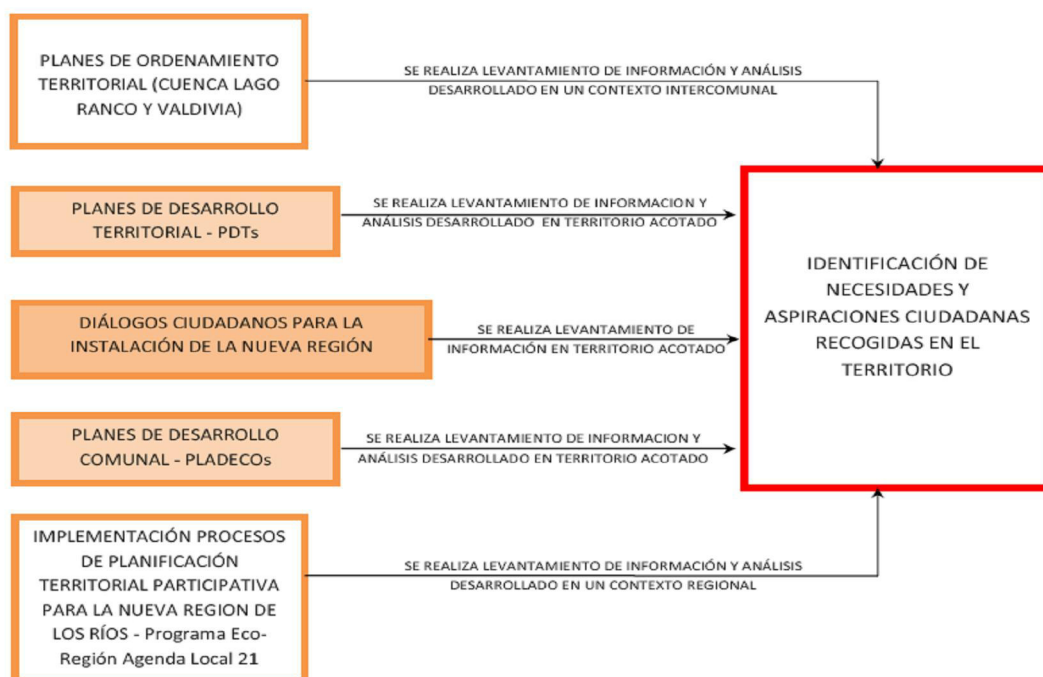 PLANES DE ORDENAMIENTO
TERRITORIAL (CUENCA LAGO
RANCO Y VALDIVIA)
SE REALIZA LEVANTAMIENTO DE INFORMACIÓN Y ANÁLISIS
DESARROLLADO EN UN CONTEXTO INTERCOMUNAL
PLANES DE DESARROLLO
TERRITORIAL - PDTs
SE REALIZA LEVANTAMIENTO DE INFORMACION Y
ANÁLISIS DESARROLLADO EN TERRITORIO ACOTADO
DIÁLOGOS CIUDADANOS PARA LA
INSTALACIÓN DE LA NUEVA REGIÓN
SE REALIZA LEVANTAMIENTO DE
INFORMACIÓN EN TERRITORIO ACOTADO
PLANES DE DESARROLLO
COMUNAL - PLADECOs
SE REALIZA LEVANTAMIENTO DE INFORMACION Y
ANÁLISIS DESARROLLADO EN TERRITORIO ACOTADO
IMPLEMENTACIÓN PROCESOS
DE PLANIFICACIÓN
TERRITORIAL PARTICIPATIVA
PARA LA NUEVA REGION DE
LOS RÍOS - Programa Eco-
Región Agenda Local 21
SE REALIZA LEVANTAMIENTO DE INFORMACIÓN Y ANÁLISIS
DESARROLLADO EN UN CONTEXTO REGIONAL
IDENTIFICACIÓN DE
NECESIDADES Y
ASPIRACIONES CIUDADANAS
RECOGIDAS EN EL
TERRITORIO